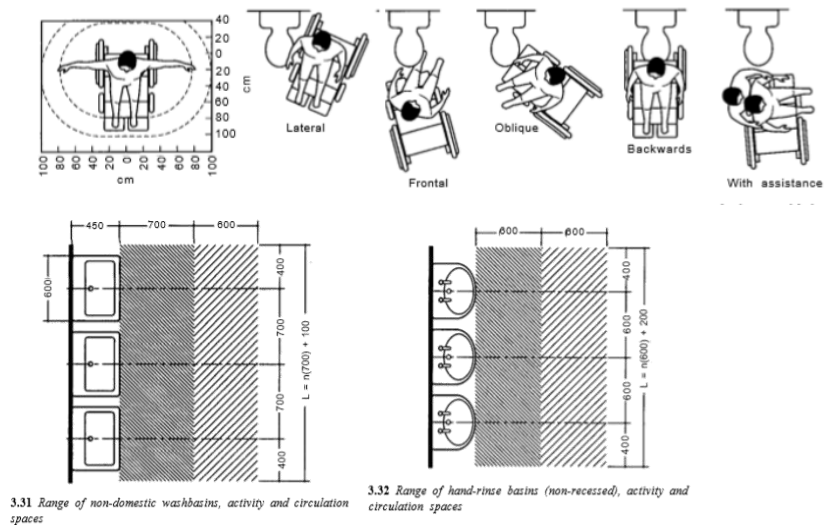 40
20
0
20
40
60
80
100
cm
100 80 60 40 20 0 20 40 60 80 100
cm
Lateral
Frontal
Oblique
Backwards
With assistance
450
700
600
600
400
700
700
400
L = n(700) + 100
3.31 Range of non-domestic washbasins, activity and circulation
spaces
600
600
400
600
600
400
L = n(600) + 200
3.32 Range of hand-rinse basins (non-recessed), activity and
circulation spaces